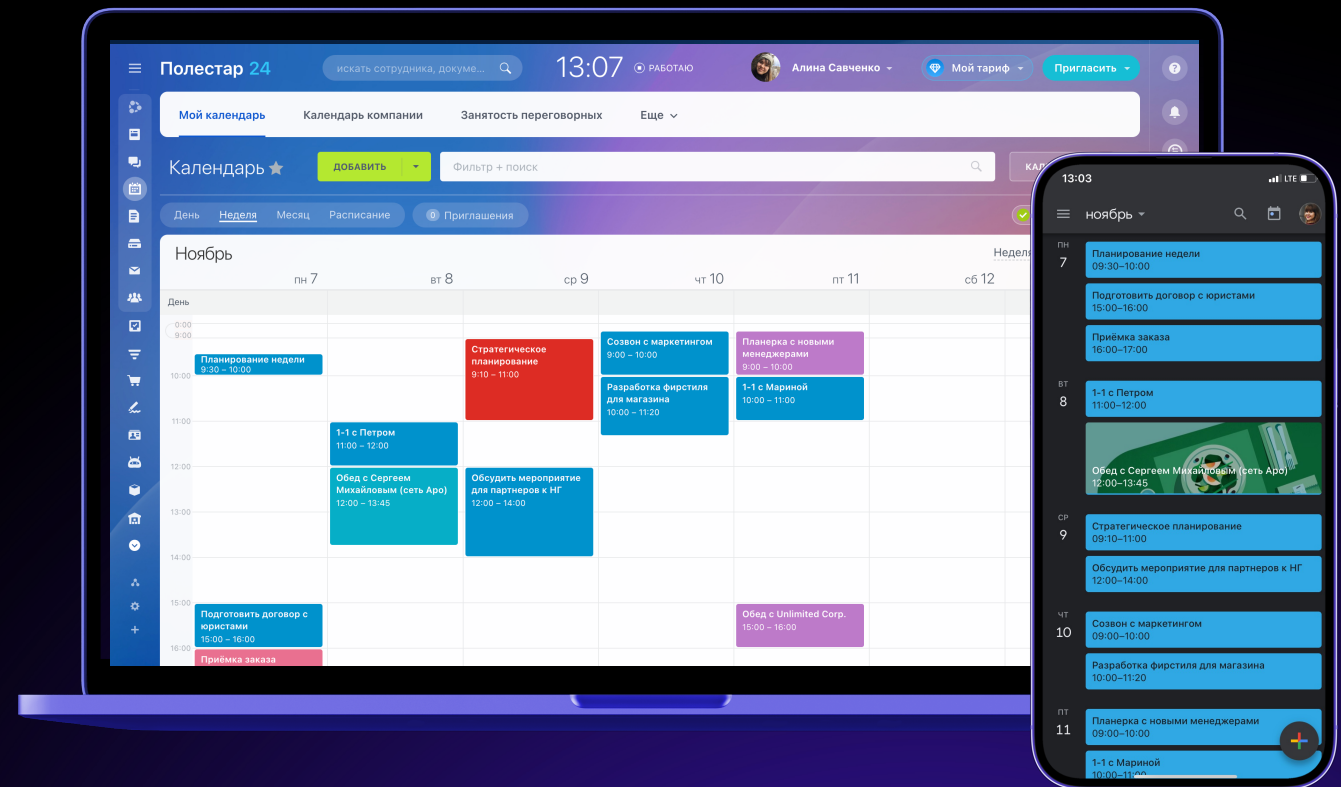 Полестар 24
искать сотрудника, докуме...
13:07
РАБОТАЮ
Алина Савченко
Мой тариф
Пригласить
?
Мой календарь
Календарь компании
Занятость переговорных
Еще
Календарь
ДОБАВИТЬ
Фильтр + поиск
День
Неделя
Месяц
Расписание
0 Приглашения
Ноябрь
пн 7
вт 8
ср 9
чт 10
пт 11
сб 12
День
0:00
9:00
10:00
11:00
12:00
13:00
14:00
15:00
16:00
Планирование недели
9:30 – 10:00
Подготовить договор с
юристами
15:00 – 16:00
Приёмка заказа
1-1 с Петром
11:00 – 12:00
Обед с Сергеем
Михайловым (сеть Аро)
12:00 – 13:45
Стратегическое
планирование
9:10 – 11:00
Обсудить мероприятие
для партнеров к НГ
12:00 – 14:00
Созвон с маркетингом
9:00 – 10:00
Разработка фирстиля
для магазина
10:00 – 11:20
Планерка с новыми
менеджерами
9:00 – 10:00
1-1 с Мариной
10:00 – 11:00
Обед с Unlimited Corp.
15:00 – 16:00
13:03
LTE
ноябрь
ПН
7
Планирование недели
09:30–10:00
Подготовить договор с юристами
15:00–16:00
Приёмка заказа
16:00–17:00
ВТ
8
1-1 с Петром
11:00–12:00
Обед с Сергеем Михайловым (сеть Аро)
12:00–13:45
СР
9
Стратегическое планирование
09:10–11:00
Обсудить мероприятие для партнеров к НГ
12:00–14:00
ЧТ
10
Созвон с маркетингом
09:00–10:00
Разработка фирстиля для магазина
10:00–11:20
ПТ
11
Планерка с новыми менеджерами
09:00–10:00
1-1 с Мариной
10:00–11:00